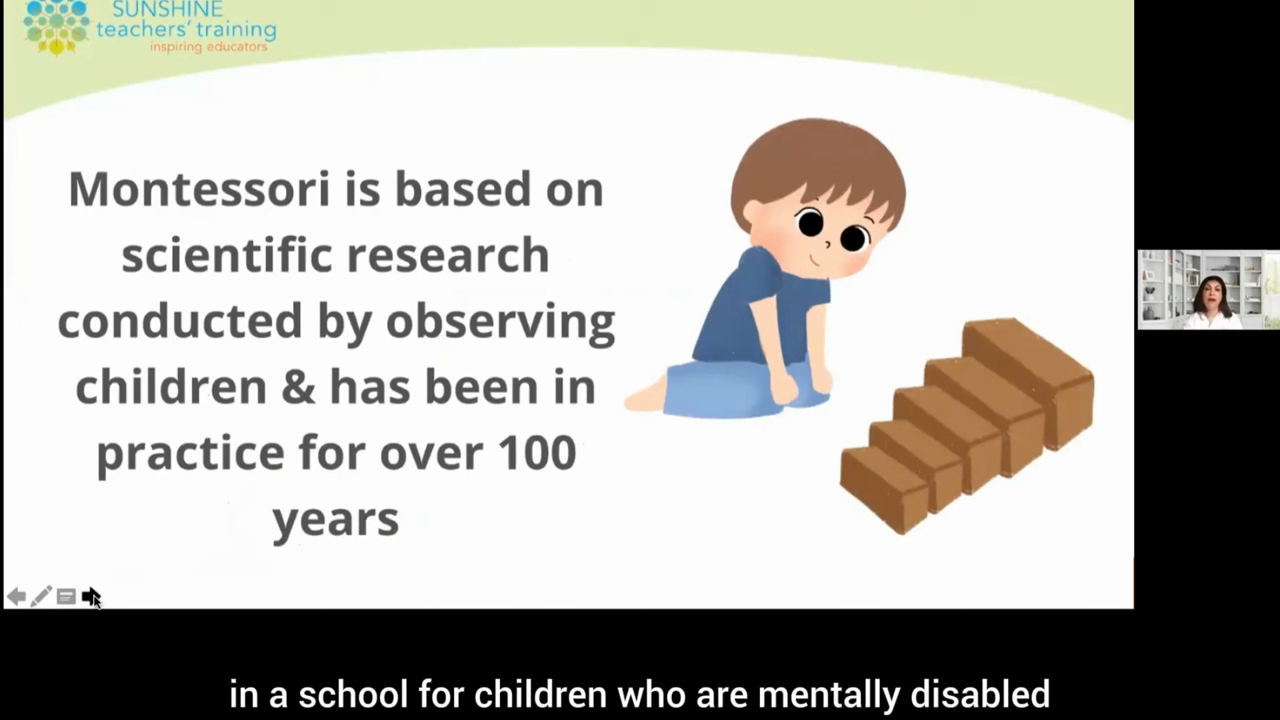 SUNSHINE
teachers' training
inspiring educators
Montessori is based on
scientific research
conducted by observing
children & has been in
practice for over 100
years
in a school for children who are mentally disabled